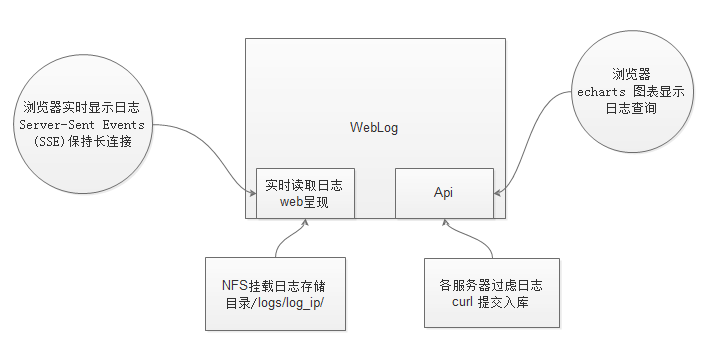 浏览器实时显示日志
Server-Sent Events
(SSE)保持长连接
WebLog
浏览器
echarts 图表显示
日志查询
实时读取日志
web呈现
Api
NFS挂载日志存储
目录/logs/log_ip/
各服务器过虑日志
curl 提交入库